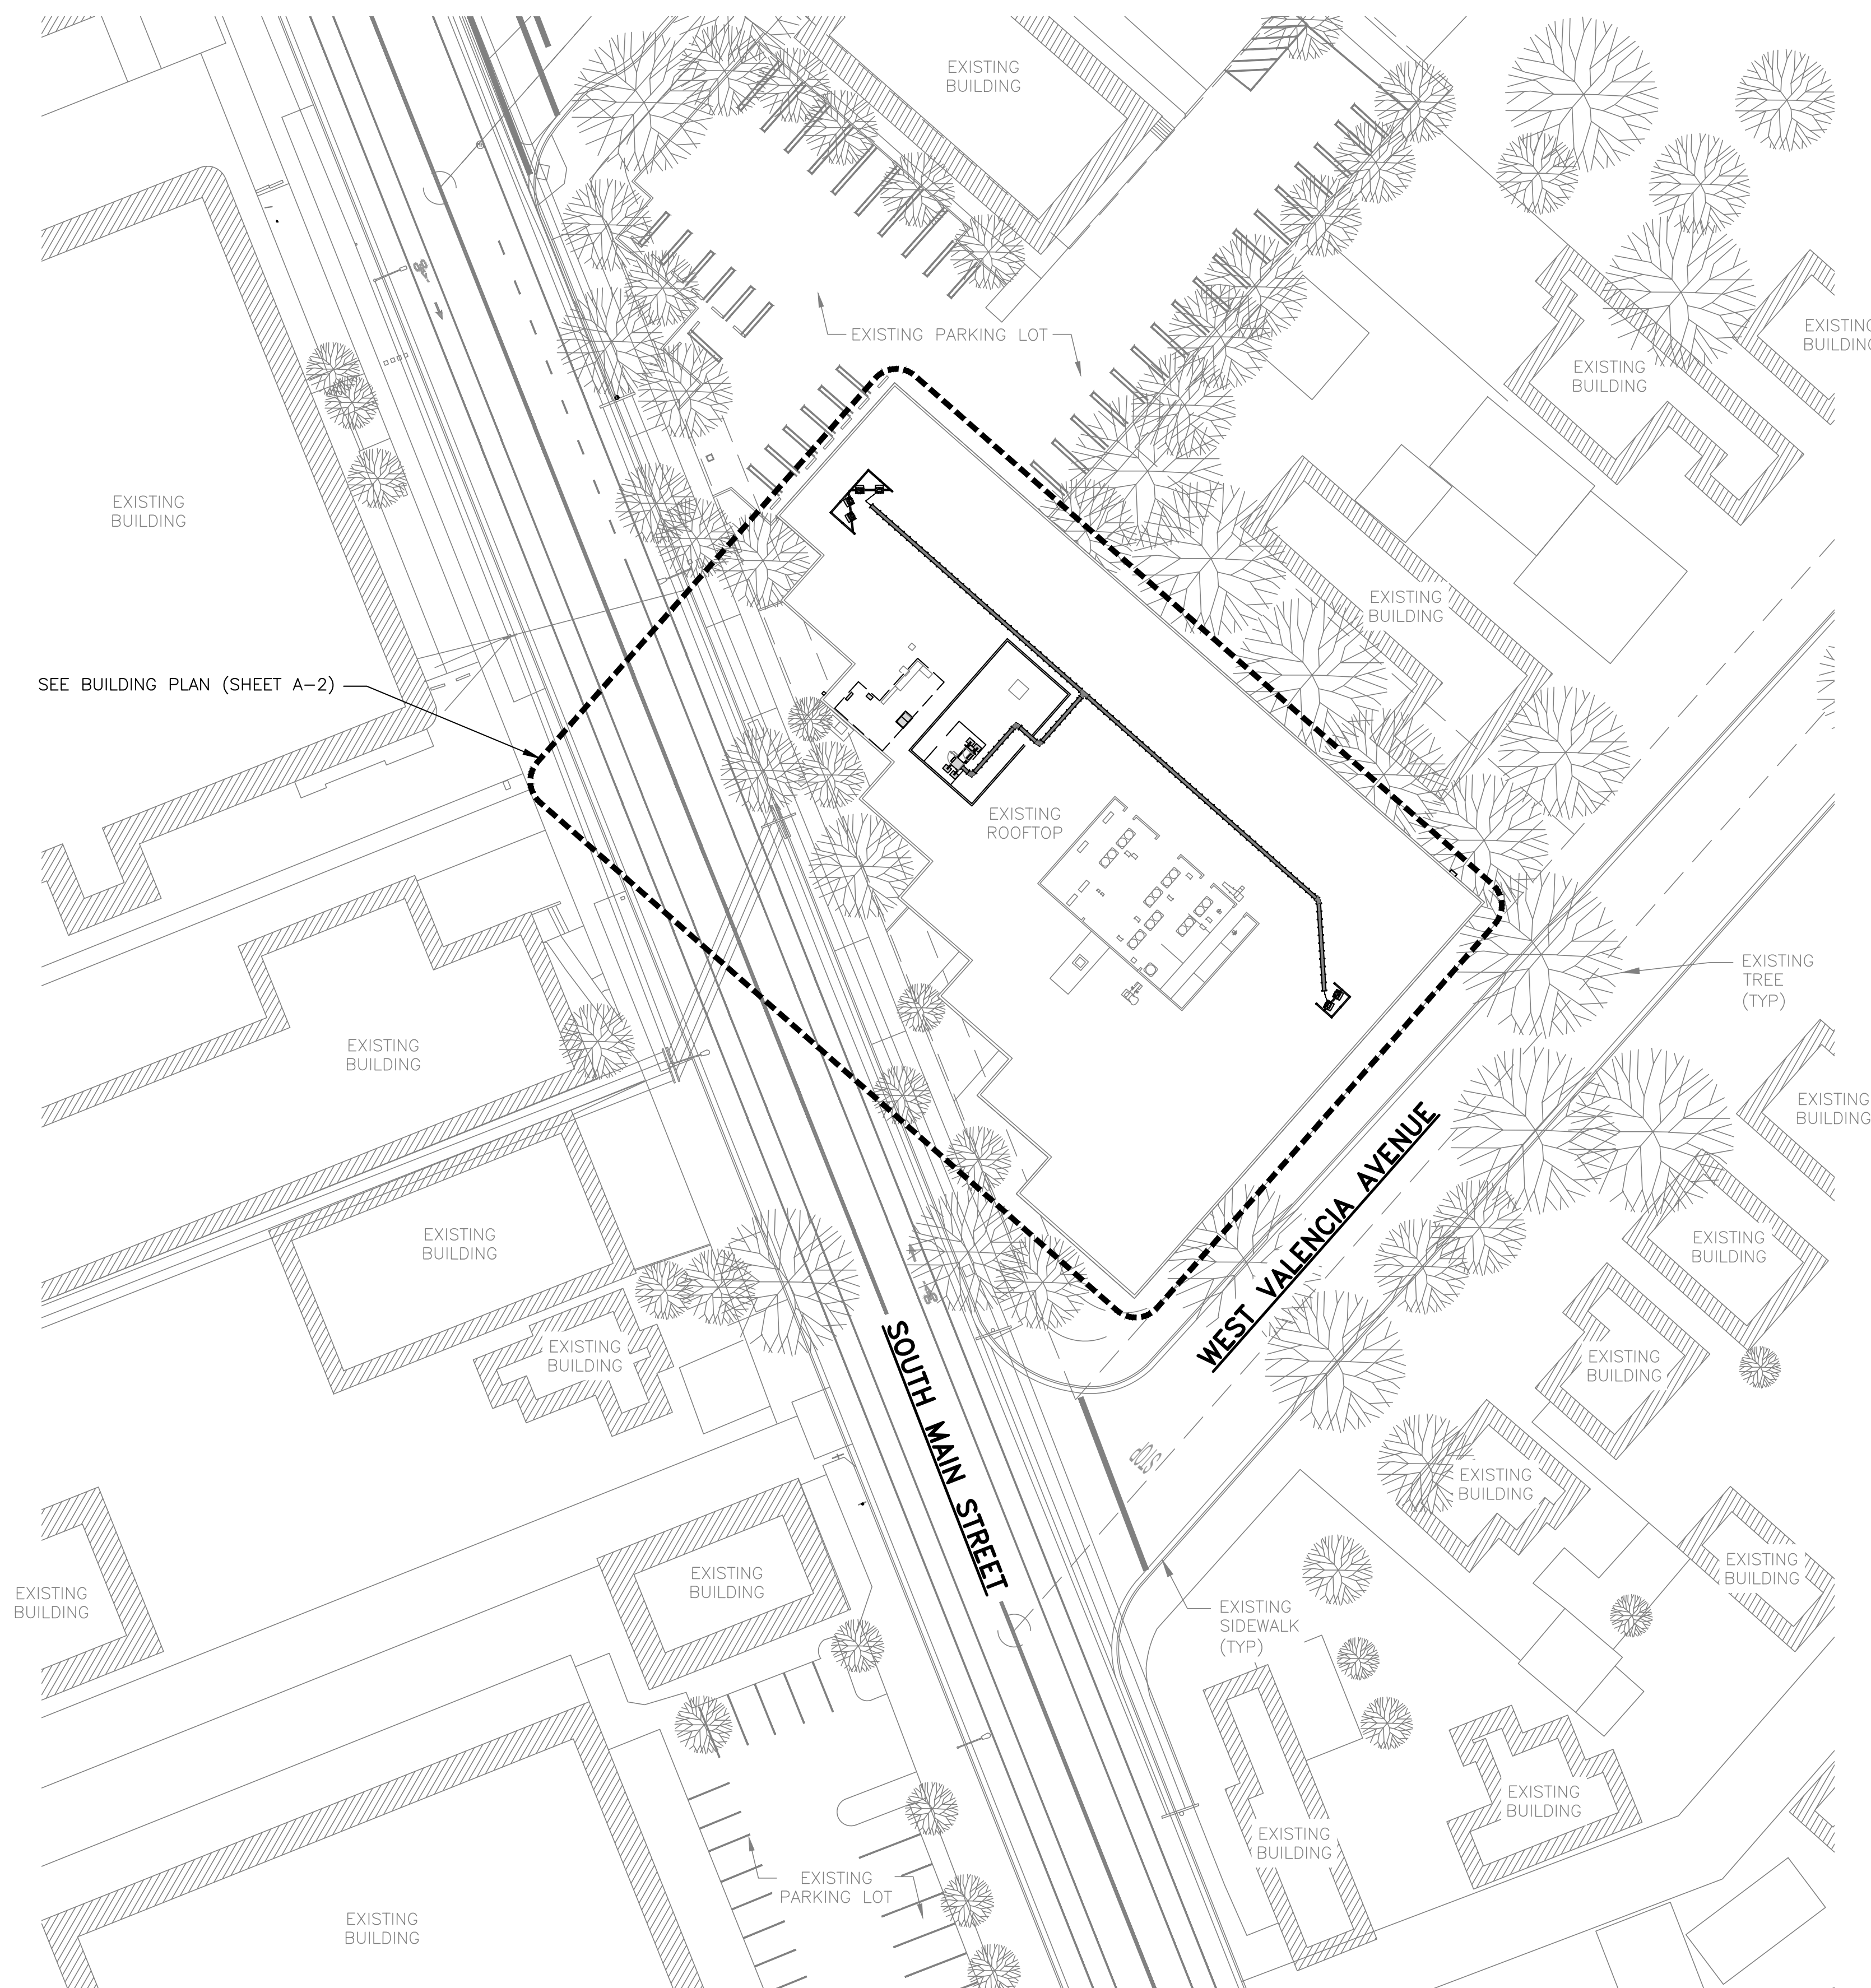 EXISTING
BUILDING
EXISTING PARKING LOT
EXISTING
BUILDING
EXISTING
BUILDING
EXISTING
BUILDING
EXISTING
BUILDING
SEE BUILDING PLAN (SHEET A-2)
EXISTING
ROOFTOP
EXISTING
TREE
(TYP)
EXISTING
BUILDING
EXISTING
BUILDING
WEST VALENCIA AVENUE
EXISTING
BUILDING
EXISTING
BUILDING
EXISTING
BUILDING
EXISTING
BUILDING
SOUTH MAIN STREET
STOP
EXISTING
BUILDING
EXISTING
BUILDING
EXISTING
BUILDING
EXISTING
BUILDING
EXISTING
SIDEWALK
(TYP)
EXISTING
BUILDING
EXISTING
BUILDING
EXISTING
PARKING LOT
EXISTING
BUILDING